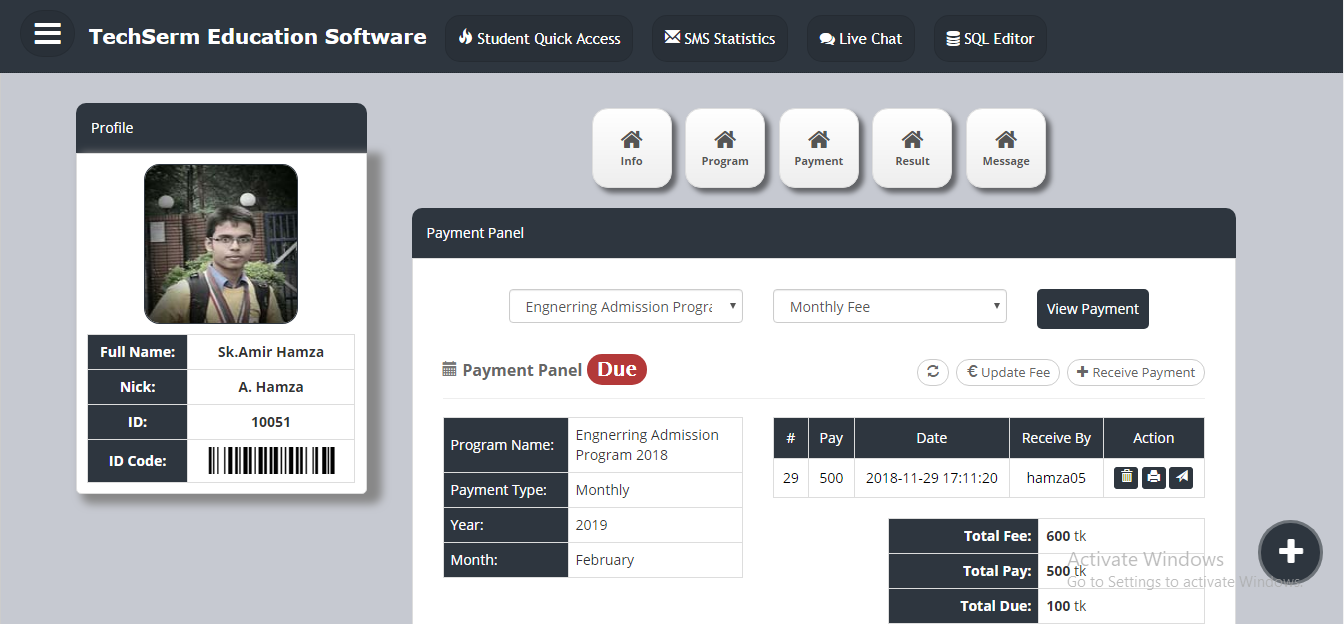 TechSerm Education Software
Student Quick Access
SMS Statistics
Live Chat
SQL Editor
Profile
Full Name: Sk.Amir Hamza
Nick: A. Hamza
ID: 10051
ID Code:
Info
Program
Payment
Result
Message
Payment Panel
Engnerring Admission Progra
Monthly Fee
View Payment
Payment Panel Due
€ Update Fee
Receive Payment
Program Name: Engnerring Admission
Program 2018
Payment Type: Monthly
Year: 2019
Month: February
# Pay Date Receive By Action
29 500 2018-11-29 17:11:20 hamza05
Total Fee: 600 tk
Total Pay: 500 tk
Total Due: 100 tk
Activate Windows
Go to Settings to activate Windows.